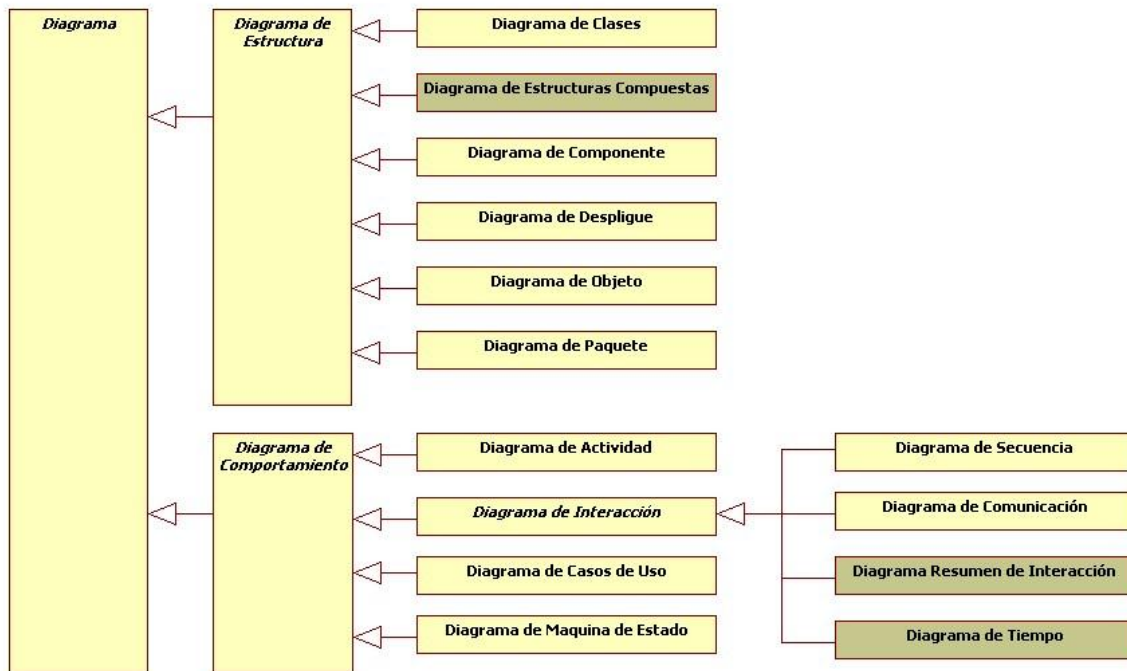 Diagrama
Diagrama de
Estructura
Diagrama de Clases
Diagrama de Estructuras Compuestas
Diagrama de Componente
Diagrama de Despligue
Diagrama de Objeto
Diagrama de Paquete
Diagrama de
Comportamiento
Diagrama de Actividad
Diagrama de Interacción
Diagrama de Casos de Uso
Diagrama de Maquina de Estado
Diagrama de Secuencia
Diagrama de Comunicación
Diagrama Resumen de Interacción
Diagrama de Tiempo